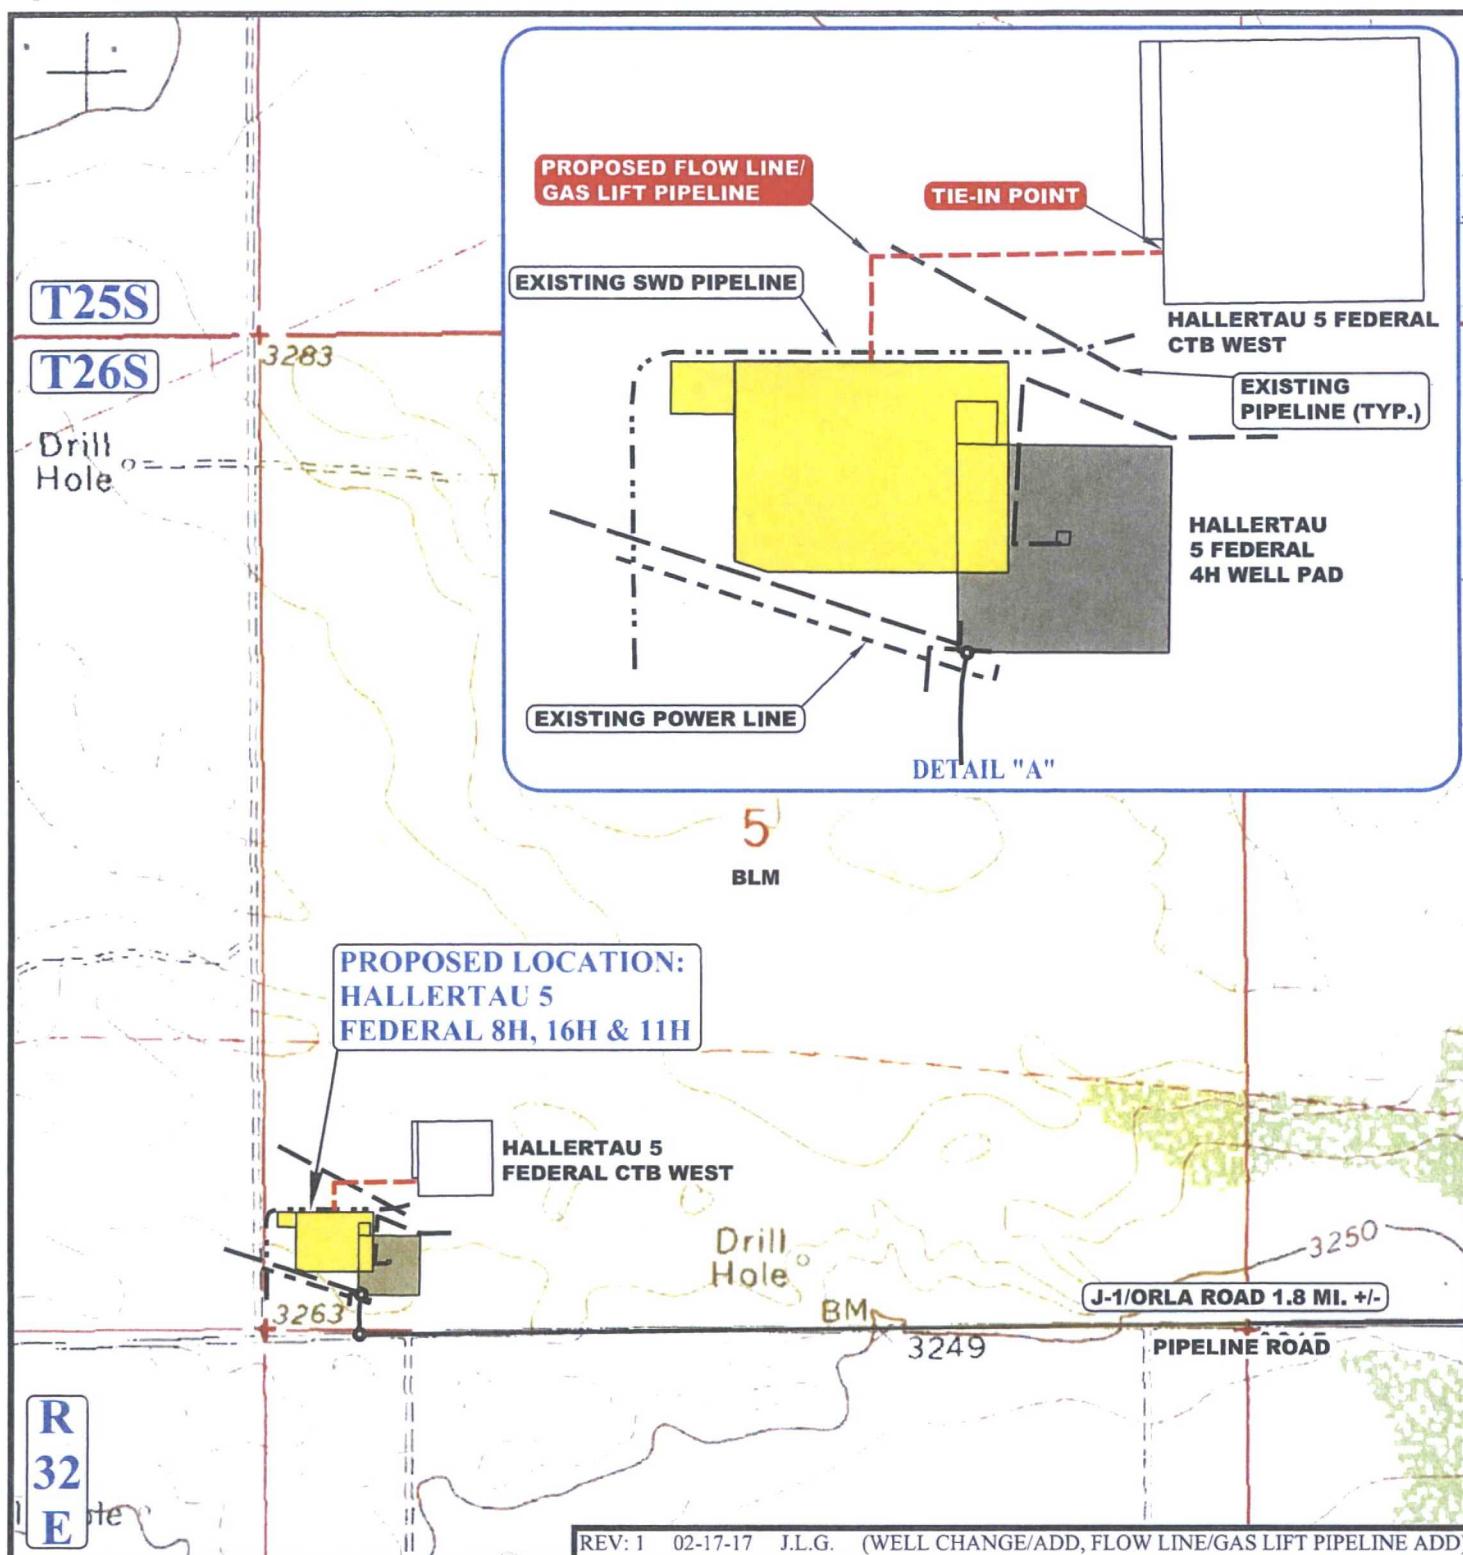 PROPOSED FLOW LINE/
GAS LIFT PIPELINE
TIE-IN POINT
EXISTING SWD PIPELINE
HALLERTAU 5 FEDERAL
CTB WEST
EXISTING
PIPELINE (TYP.)
HALLERTAU
5 FEDERAL
4H WELL PAD
EXISTING POWER LINE
DETAIL "A"
T25S
T26S
3283
Drill
Hole
5
BLM
PROPOSED LOCATION:
HALLERTAU 5
FEDERAL 8H, 16H & 11H
HALLERTAU 5
FEDERAL CTB WEST
Drill
Hole
3250
J-1/ORLA ROAD 1.8 MI. +/-
3263
BM
3249
PIPELINE ROAD
R
32
E
REV: 1 02-17-17 J.L.G. (WELL CHANGE/ADD, FLOW LINE/GAS LIFT PIPELINE ADD)